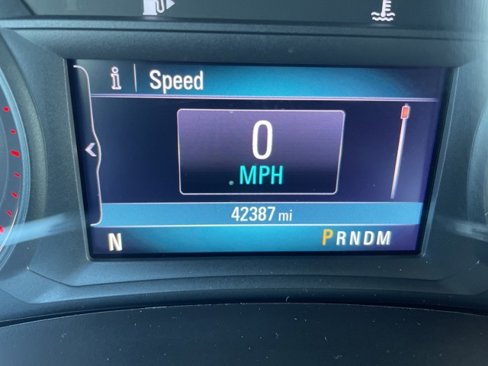 i Speed
0
MPH
42387 mi
N PRNDM